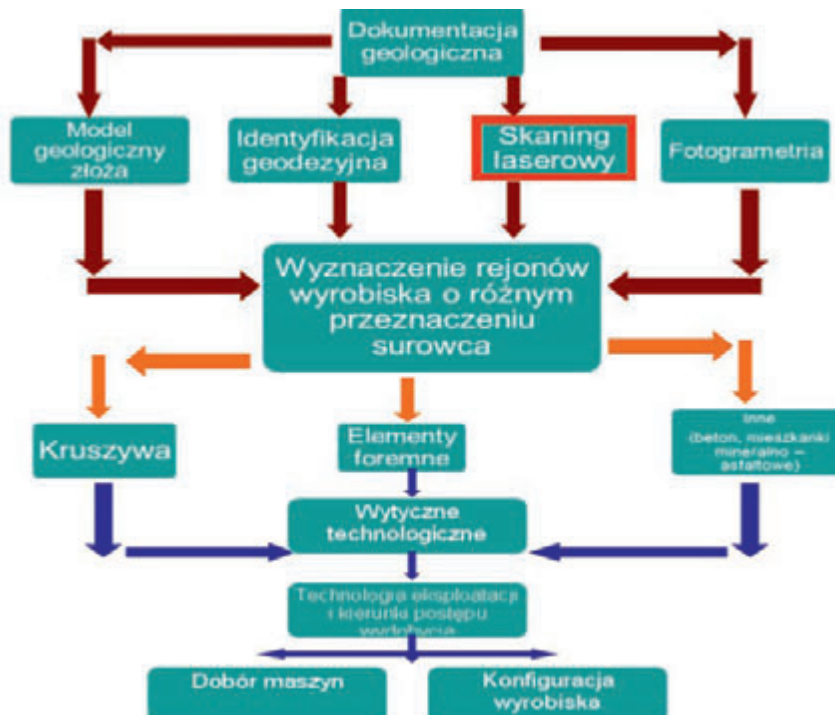 Dokumentacja
geologiczna
Model
geologiczny
złoża
Identyfikacja
geodezyjna
Skaning
laserowy
Fotogrametria
Wyznaczenie rejonów
wyrobiska o różnym
przeznaczeniu
surowca
Kruszywa
Elementy
foremne
Inne
(beton, mieszkanki
mineralno –
asfaltowe)
Wytyczne
technologiczne
Technologia eksploatacji
i kierunki postępu
wydobycia
Dobór maszyn
Konfiguracja
wyrobiska